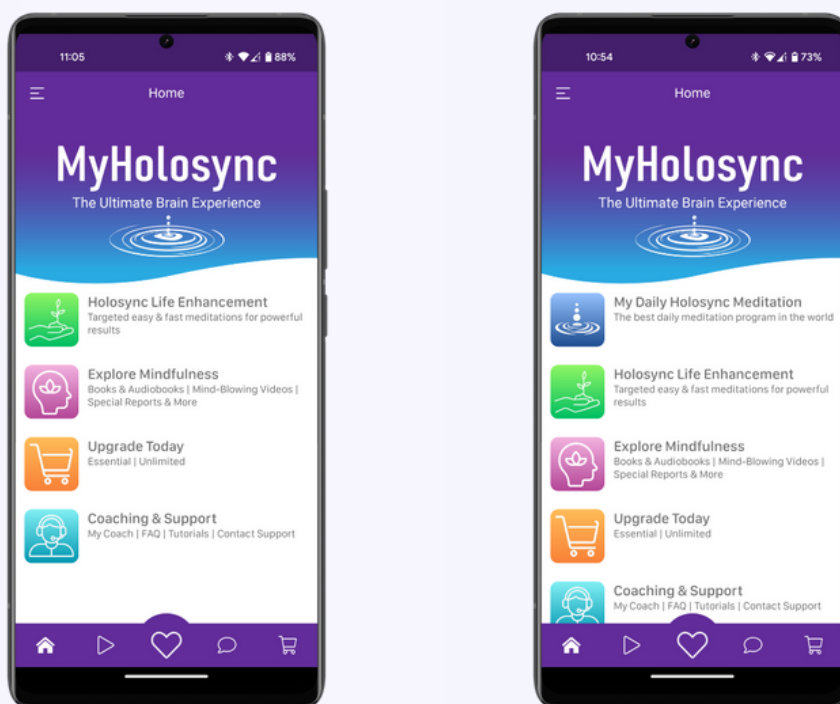 11:05
88%
Home
MyHolosync
The Ultimate Brain Experience
Holosync Life Enhancement
Targeted easy & fast meditations for powerful
results
Explore Mindfulness
Books & Audiobooks | Mind-Blowing Videos |
Special Reports & More
Upgrade Today
Essential | Unlimited
Coaching & Support
My Coach | FAQ | Tutorials | Contact Support
10:54
73%
Home
MyHolosync
The Ultimate Brain Experience
My Daily Holosync Meditation
The best daily meditation program in the world
Holosync Life Enhancement
Targeted easy & fast meditations for powerful
results
Explore Mindfulness
Books & Audiobooks | Mind-Blowing Videos |
Special Reports & More
Upgrade Today
Essential | Unlimited
Coaching & Support
My Coach | FAQ | Tutorials | Contact Support